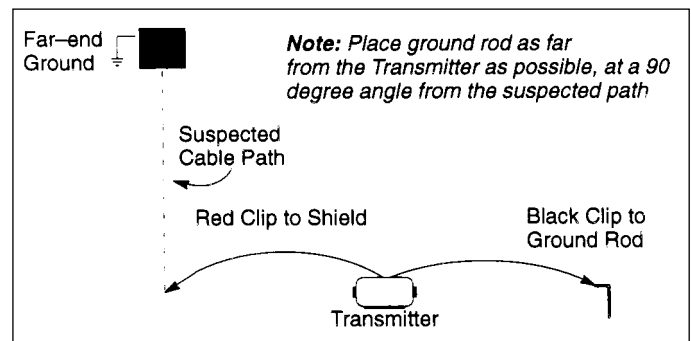 Far–end
Ground
Note: Place ground rod as far
from the Transmitter as possible, at a 90
degree angle from the suspected path
Suspected
Cable Path
Red Clip to Shield
Black Clip to
Ground Rod
Transmitter